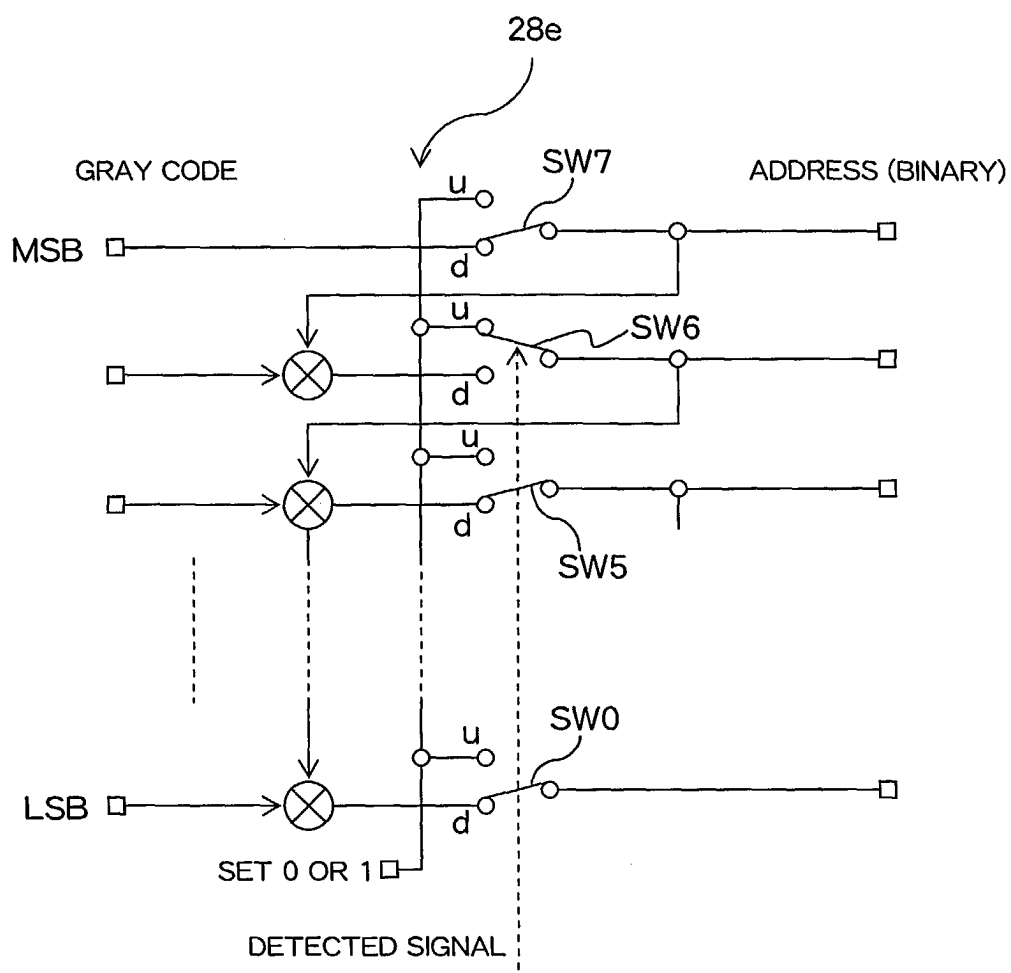 28e
GRAY CODE
ADDRESS (BINARY)
u
SW7
MSB
d
u
SW6
d
u
d
SW5
u
SW0
LSB
d
SET 0 OR 1
DETECTED SIGNAL